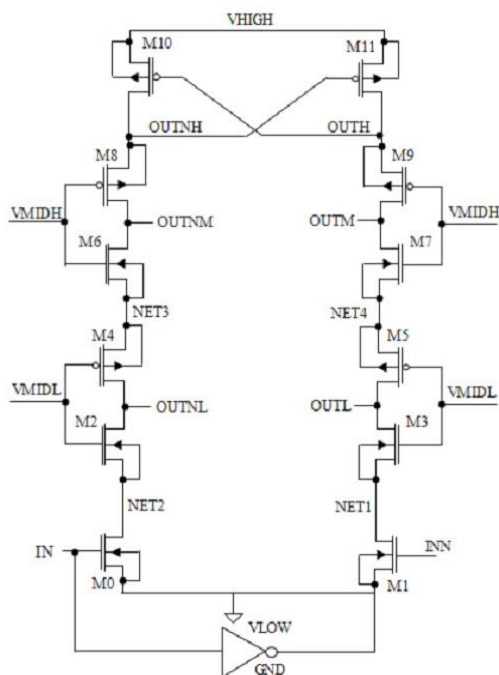 VHIGH
M10 M11
OUTNH OUTH
M8 M9
VMIDH VMIDH
OUTNM OUTM
M6 M7
NET3 NET4
M4 M5
VMIDL VMIDL
OUTNL OUTL
M2 M3
NET2 NET1
IN INN
M0 M1
VLOW
GND